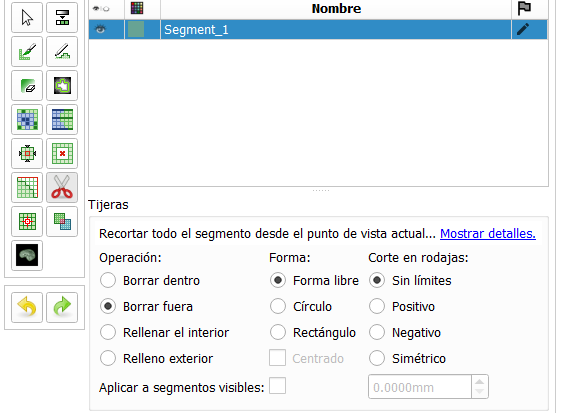 Nombre
Segment_1
Tijeras
Recortar todo el segmento desde el punto de vista actual... Mostrar detalles.
Operación: Forma: Corte en rodajas:
Borrar dentro Forma libre Sin límites
Borrar fuera Círculo Positivo
Rellenar el interior Rectángulo Negativo
Relleno exterior Centrado Simétrico
Aplicar a segmentos visibles: 0.0000mm